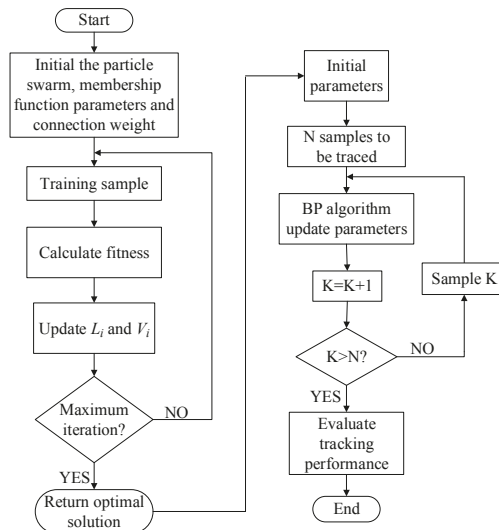 Start
Initial the particle
swarm, membership
function parameters and
connection weight
Training sample
Calculate fitness
Update Li and Vi
Maximum
iteration?
NO
YES
Return optimal
solution
Initial
parameters
N samples to
be traced
BP algorithm
update parameters
K=K+1
Sample K
K>N?
NO
YES
Evaluate
tracking
performance
End